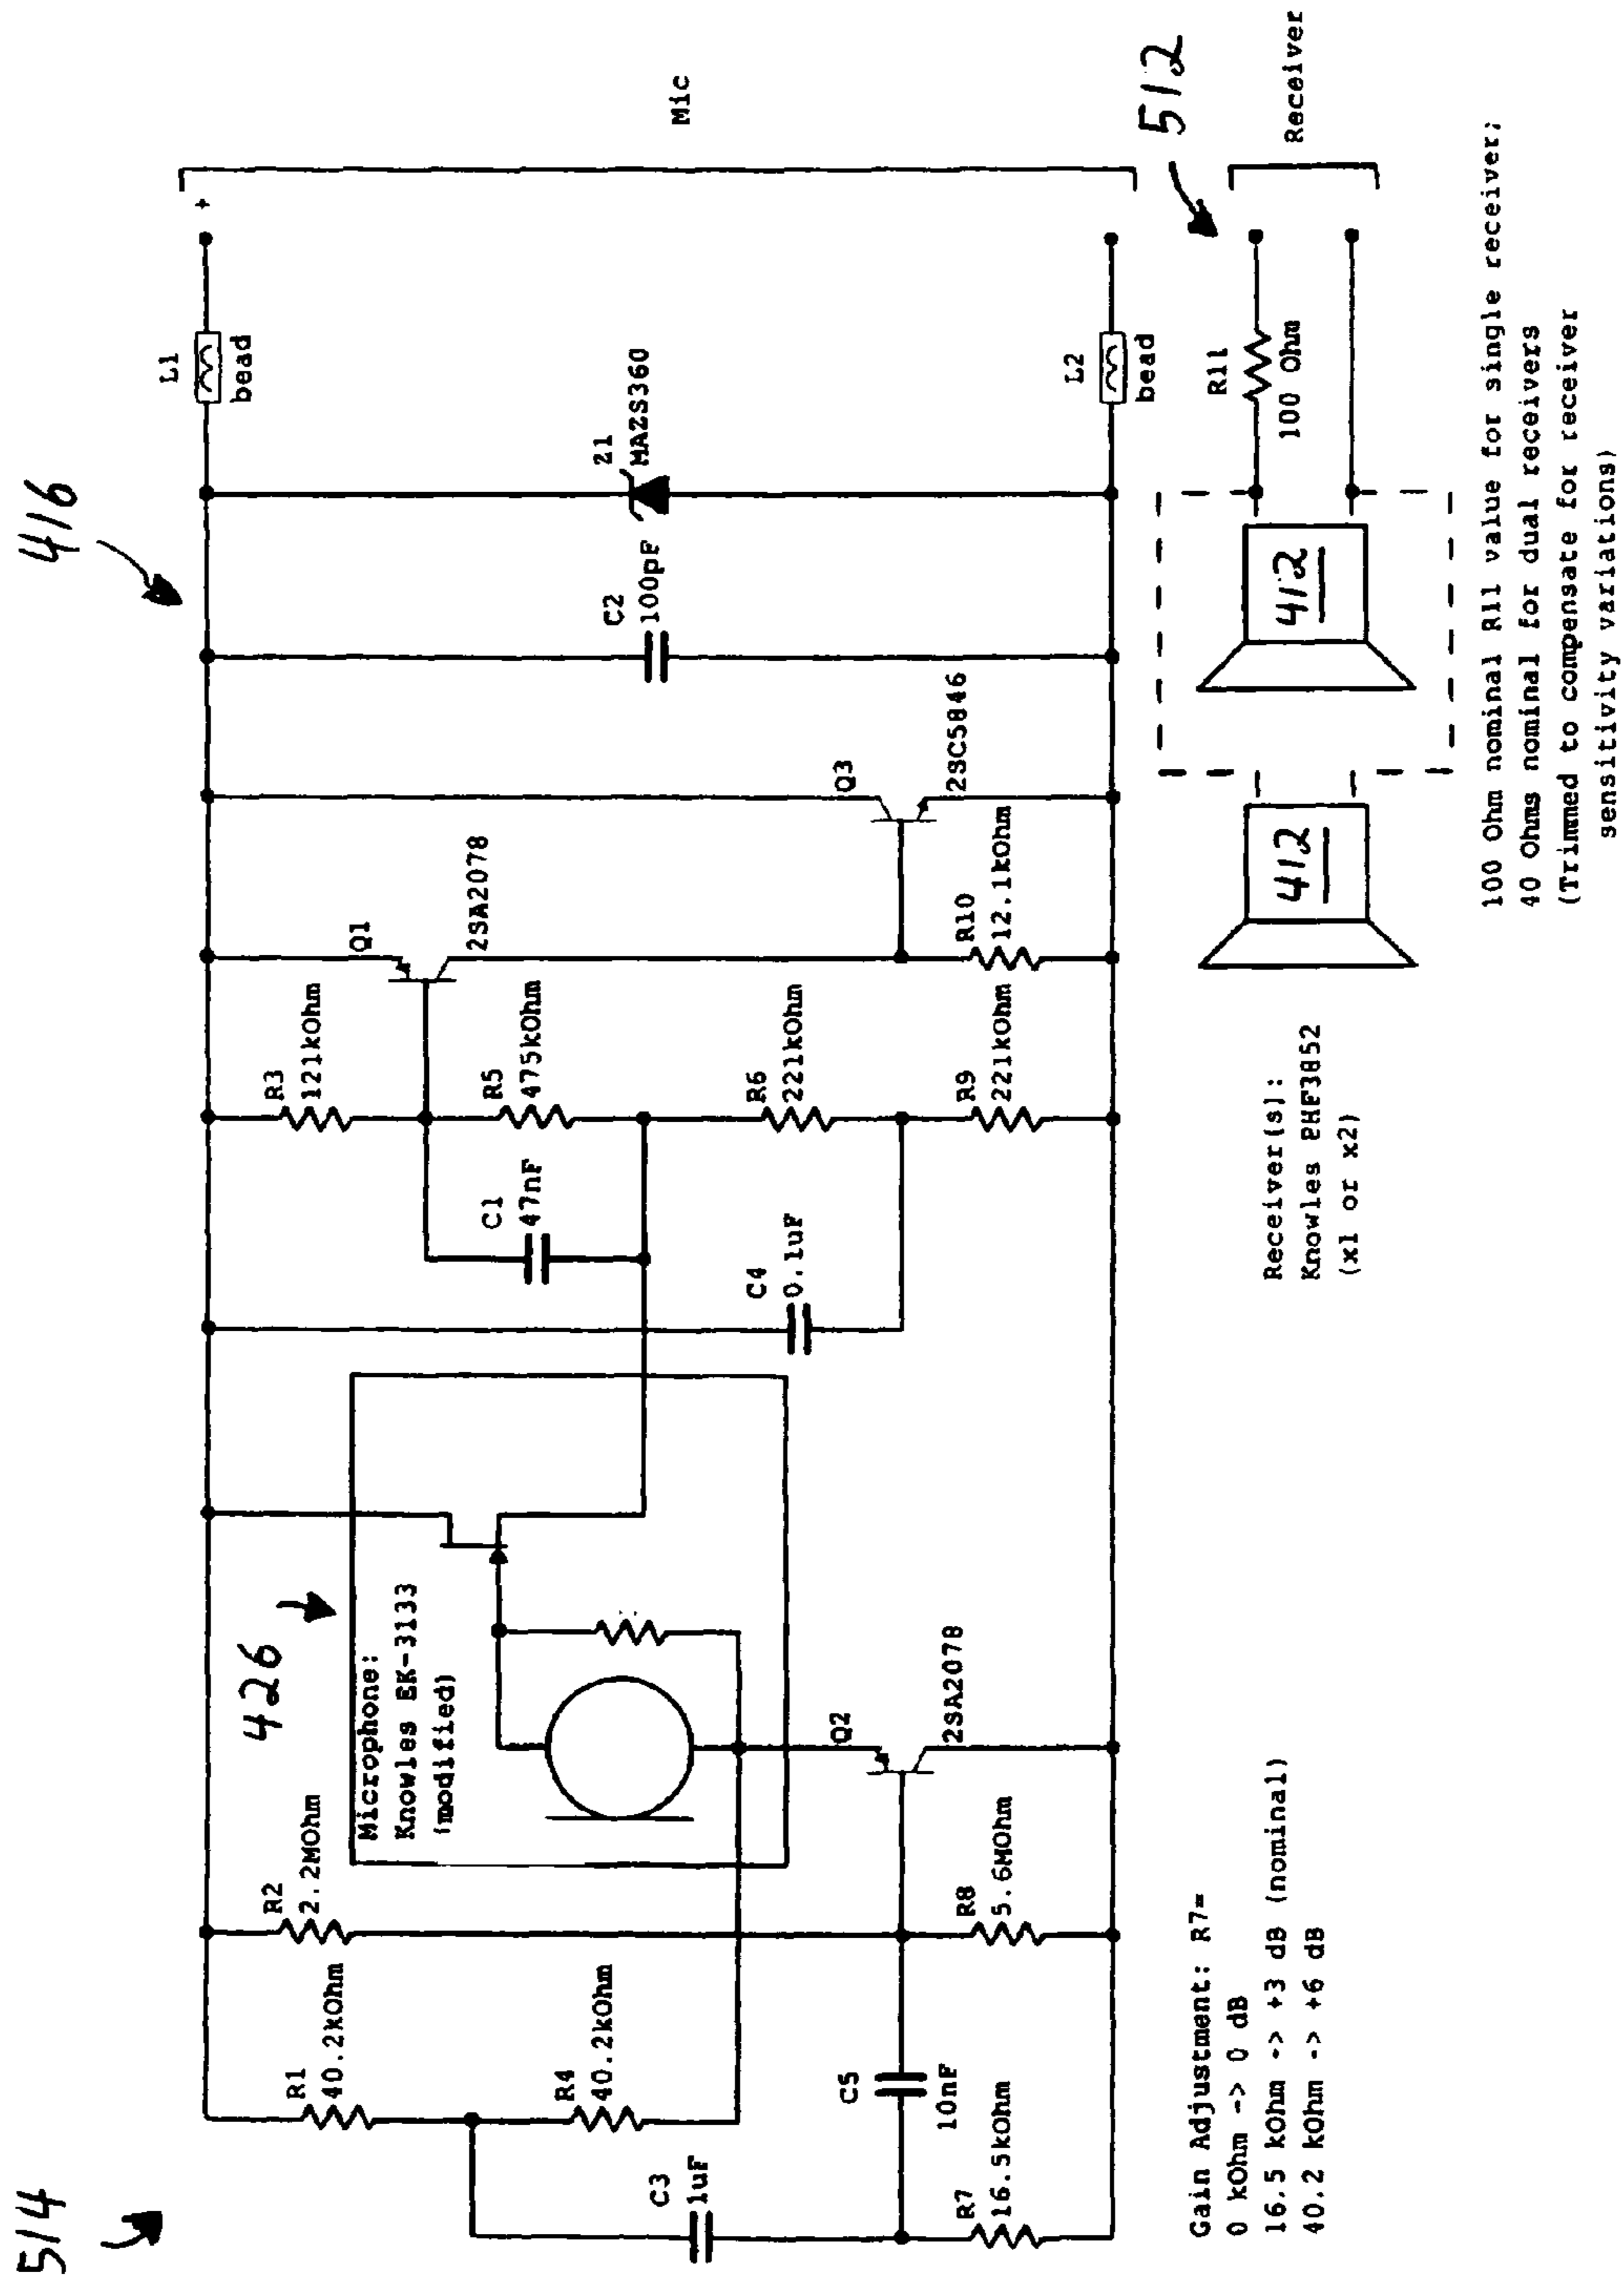 514
416
R1
40.2kOhm
R2
2.2MOhm
426
Microphone:
Knowles EK-3133
(modified)
R3
121kOhm
Q1
2SA2078
L1
bead
+
Mic
C3
1uF
R4
40.2kOhm
C1
47nF
R5
475kOhm
C4
0.1uF
R6
221kOhm
C2
100pF
Z1
MAZS360
R7
16.5kOhm
C5
10nF
R8
5.6MOhm
Q2
2SA2078
R9
221kOhm
R10
12.1kOhm
Q3
2SC5846
L2
bead
512
Gain Adjustment: R7=
0 kOhm -> 0 dB
16.5 kOhm -> +3 dB (nominal)
40.2 kOhm -> +6 dB
Receiver(s):
Knowles
(x1 or x2)
412
412
R11
100 Ohm
Receiver
100 Ohm nominal R11 value for single receiver;
40 Ohms nominal for dual receivers
(Trimmed to compensate for receiver
sensitivity variations)